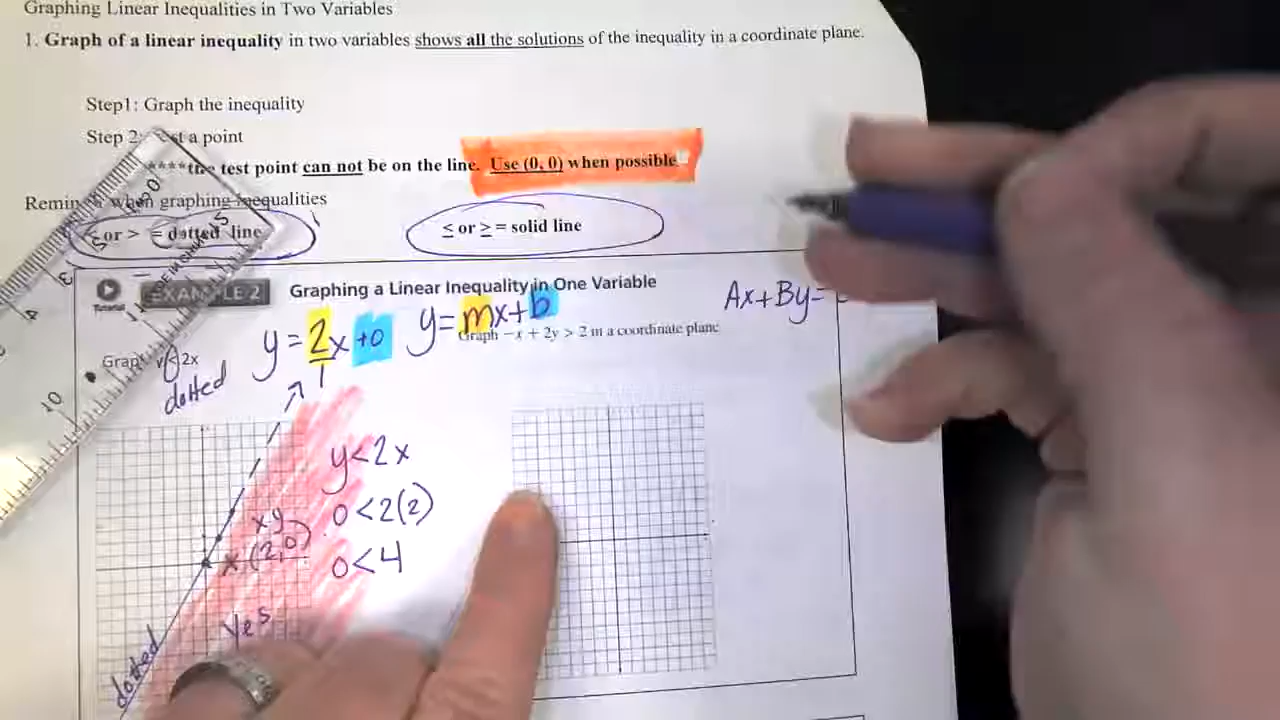 Graphing Linear Inequalities in Two Variables
1. Graph of a linear inequality in two variables shows all the solutions of the inequality in a coordinate plane.
Step1: Graph the inequality
Step 2: a point
****the test point can not be on the line. Use (0, 0) when possible
when graphing inequalities
< or > = dotted line
≤ or ≥ = solid line
EXAMPLE 2 Graphing a Linear Inequality in One Variable
y = 2x +0
1
y = mx + b
Ax + By =
Graph −x + 2y > 2 in a coordinate plane
Graph y < 2x
dotted
y < 2x
0 < 2(2)
0 < 4
x y
x (2,0)
Yes
dotted